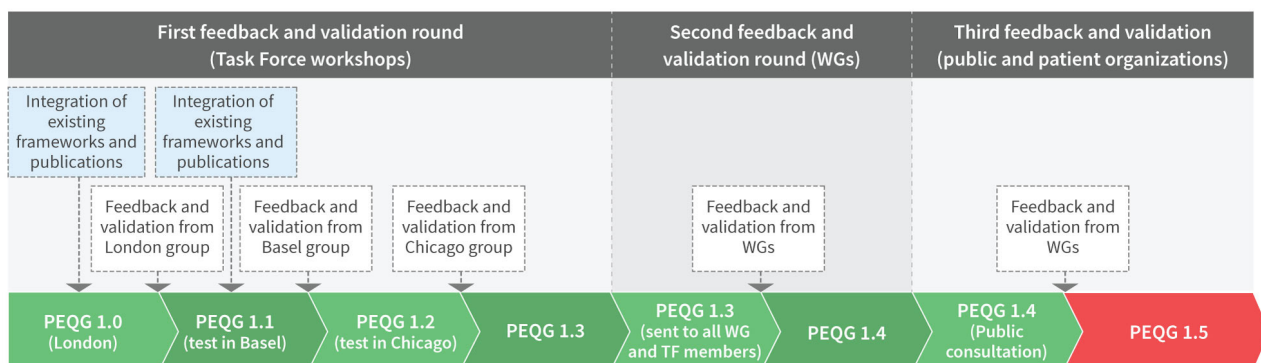 First feedback and validation round
(Task Force workshops)
Second feedback and
validation round (WGs)
Third feedback and validation
(public and patient organizations)
Integration of
existing
frameworks and
publications
Integration of
existing
frameworks and
publications
Feedback and
validation from
London group
Feedback and
validation from
Basel group
Feedback and
validation from
Chicago group
Feedback and
validation from
WGs
Feedback and
validation from
WGs
PEQG 1.0
(London)
PEQG 1.1
(test in Basel)
PEQG 1.2
(test in Chicago)
PEQG 1.3
PEQG 1.3
(sent to all WG
and TF members)
PEQG 1.4
PEQG 1.4
(Public
consultation)
PEQG 1.5